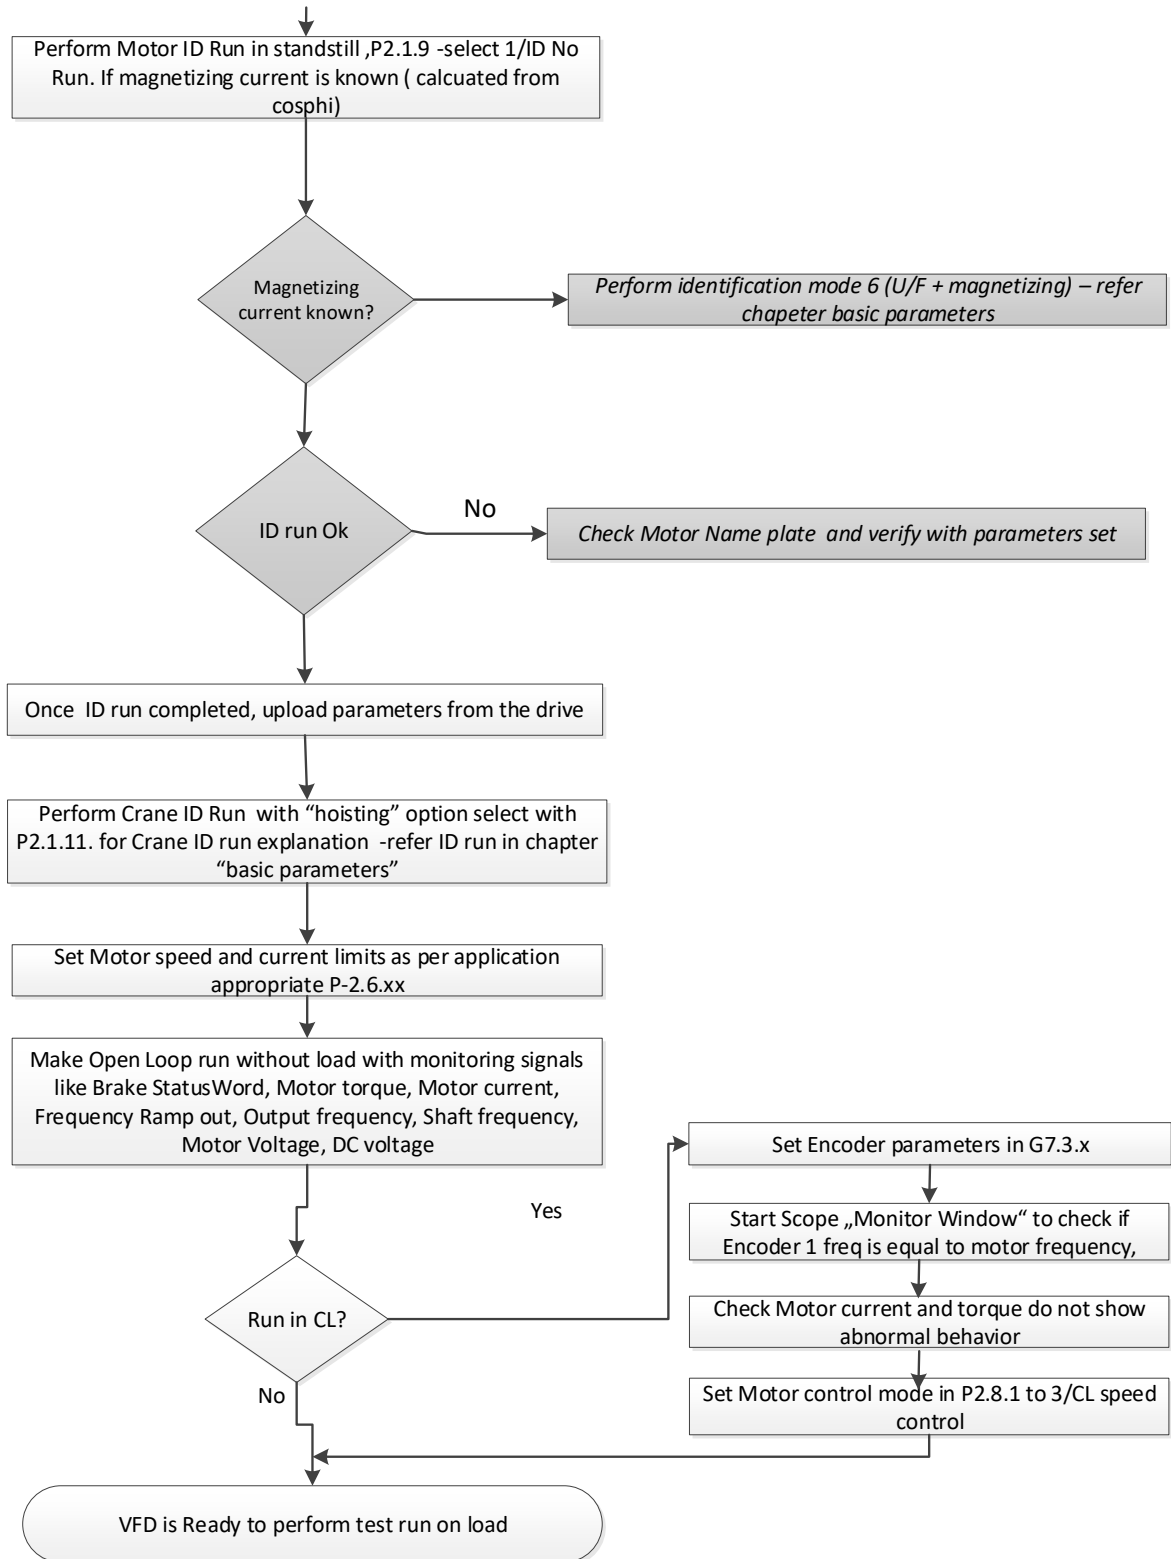 Perform Motor ID Run in standstill ,P2.1.9 -select 1/ID No
Run. If magnetizing current is known ( calcuated from
cosphi)
Magnetizing
current known?
Perform identification mode 6 (U/F + magnetizing) – refer
chapeter basic parameters
ID run Ok
No
Check Motor Name plate and verify with parameters set
Once ID run completed, upload parameters from the drive
Perform Crane ID Run with “hoisting” option select with
P2.1.11. for Crane ID run explanation -refer ID run in chapter
“basic parameters”
Set Motor speed and current limits as per application
appropriate P-2.6.xx
Make Open Loop run without load with monitoring signals
like Brake StatusWord, Motor torque, Motor current,
Frequency Ramp out, Output frequency, Shaft frequency,
Motor Voltage, DC voltage
Run in CL?
Yes
Set Encoder parameters in G7.3.x
Start Scope „Monitor Window“ to check if
Encoder 1 freq is equal to motor frequency,
Check Motor current and torque do not show
abnormal behavior
Set Motor control mode in P2.8.1 to 3/CL speed
control
No
VFD is Ready to perform test run on load